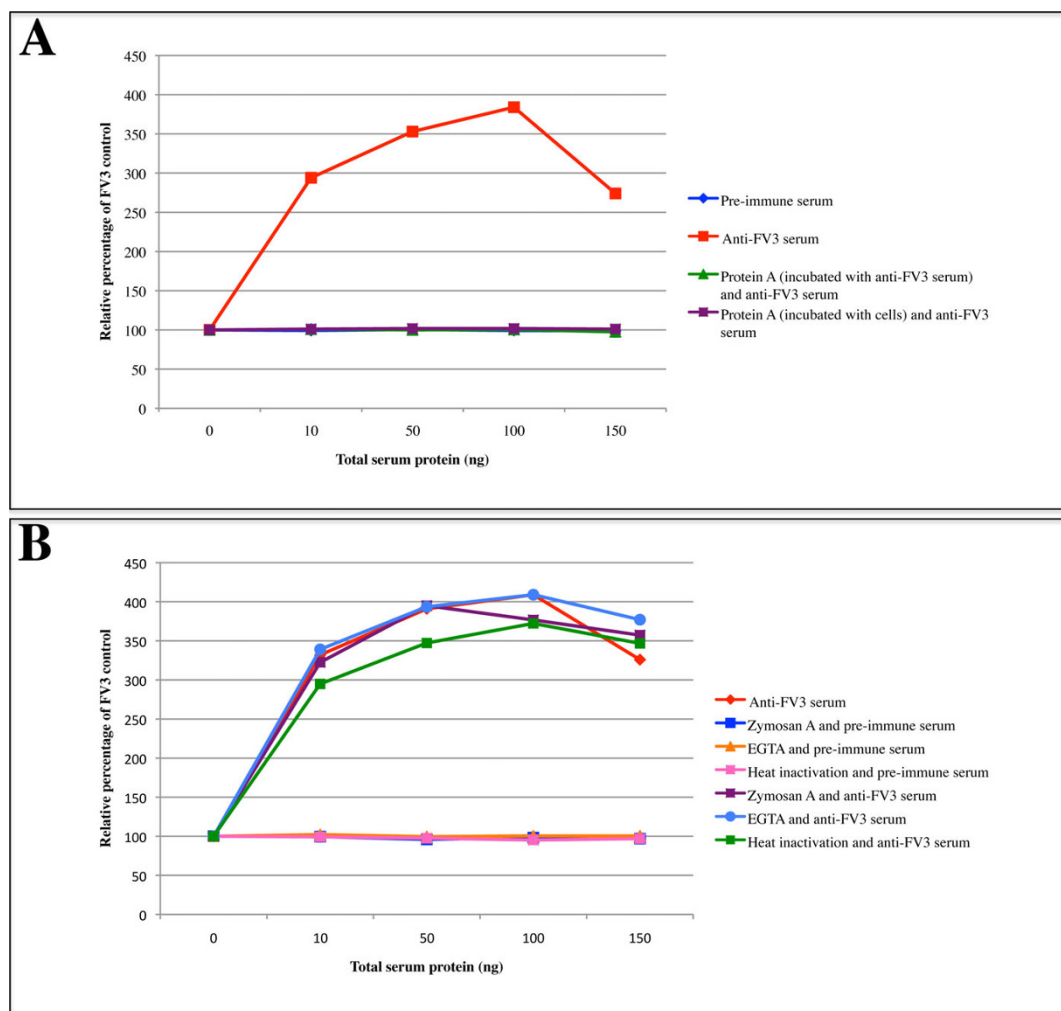 A
450
400
350
300
250
200
150
100
50
0
Relative percentage of FV3 control
0 10 50 100 150
Total serum protein (ng)
Pre-immune serum
Anti-FV3 serum
Protein A (incubated with anti-FV3 serum)
and anti-FV3 serum
Protein A (incubated with cells) and anti-FV3
serum
B
450
400
350
300
250
200
150
100
50
0
Relative percentage of FV3 control
0 10 50 100 150
Total serum protein (ng)
Anti-FV3 serum
Zymosan A and pre-immune serum
EGTA and pre-immune serum
Heat inactivation and pre-immune serum
Zymosan A and anti-FV3 serum
EGTA and anti-FV3 serum
Heat inactivation and anti-FV3 serum